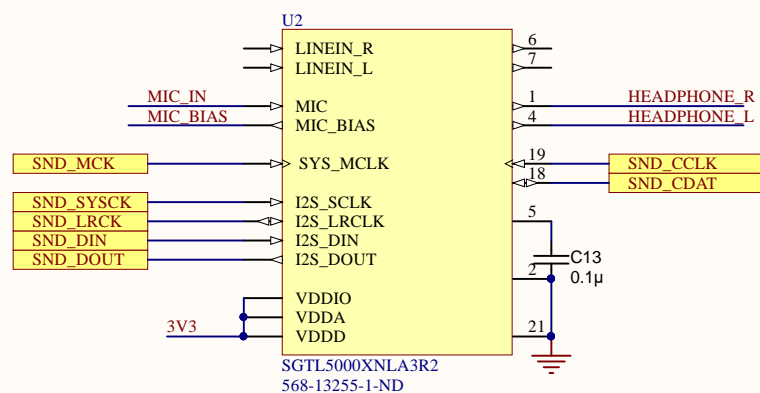 U2
LINEIN_R 6
LINEIN_L 7
MIC_IN MIC 1 HEADPHONE_R
MIC_BIAS MIC_BIAS 4 HEADPHONE_L
SND_MCK SYS_MCLK 19 SND_CCLK
18 SND_CDAT
SND_SYSCK I2S_SCLK
SND_LRCK I2S_LRCLK 5
SND_DIN I2S_DIN
SND_DOUT I2S_DOUT C13
2 0.1µ
VDDIO
VDDA
3V3 VDDD 21
SGTL5000XNLA3R2
568-13255-1-ND